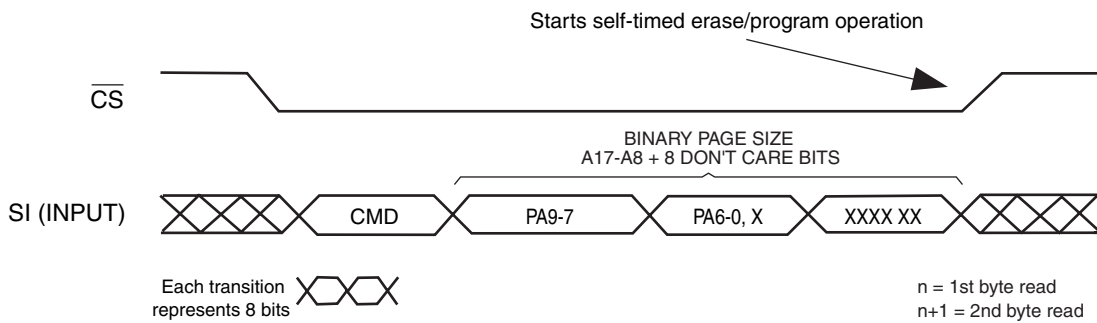 Starts self-timed erase/program operation
CS
BINARY PAGE SIZE
A17-A8 + 8 DON'T CARE BITS
SI (INPUT)
CMD
PA9-7
PA6-0, X
XXXX XX
Each transition
represents 8 bits
n = 1st byte read
n+1 = 2nd byte read